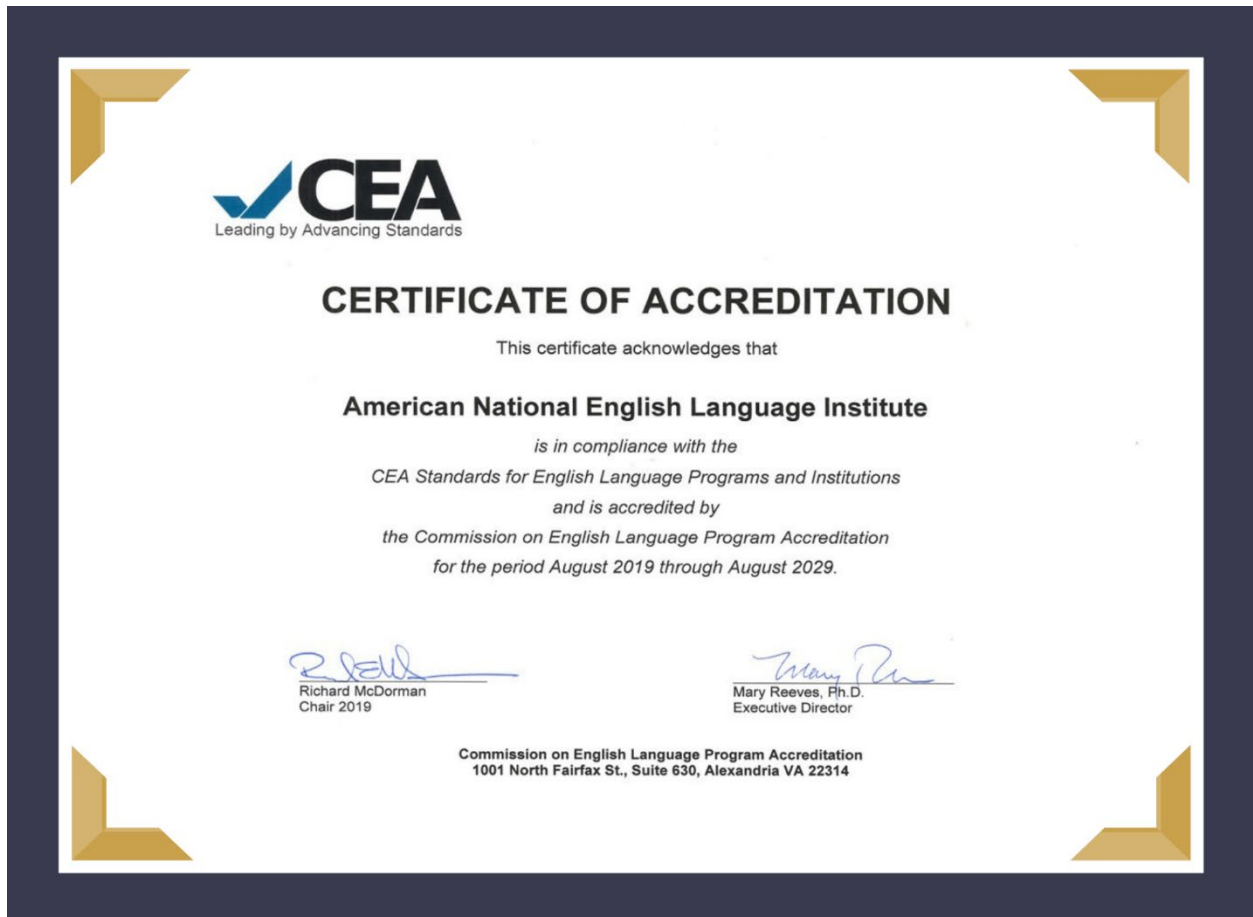 CEA
Leading by Advancing Standards
CERTIFICATE OF ACCREDITATION
This certificate acknowledges that
American National English Language Institute
is in compliance with the
CEA Standards for English Language Programs and Institutions
and is accredited by
the Commission on English Language Program Accreditation
for the period August 2019 through August 2029.
Richard McDorman
Chair 2019
Mary Reeves, Ph.D.
Executive Director
Commission on English Language Program Accreditation
1001 North Fairfax St., Suite 630, Alexandria VA 22314